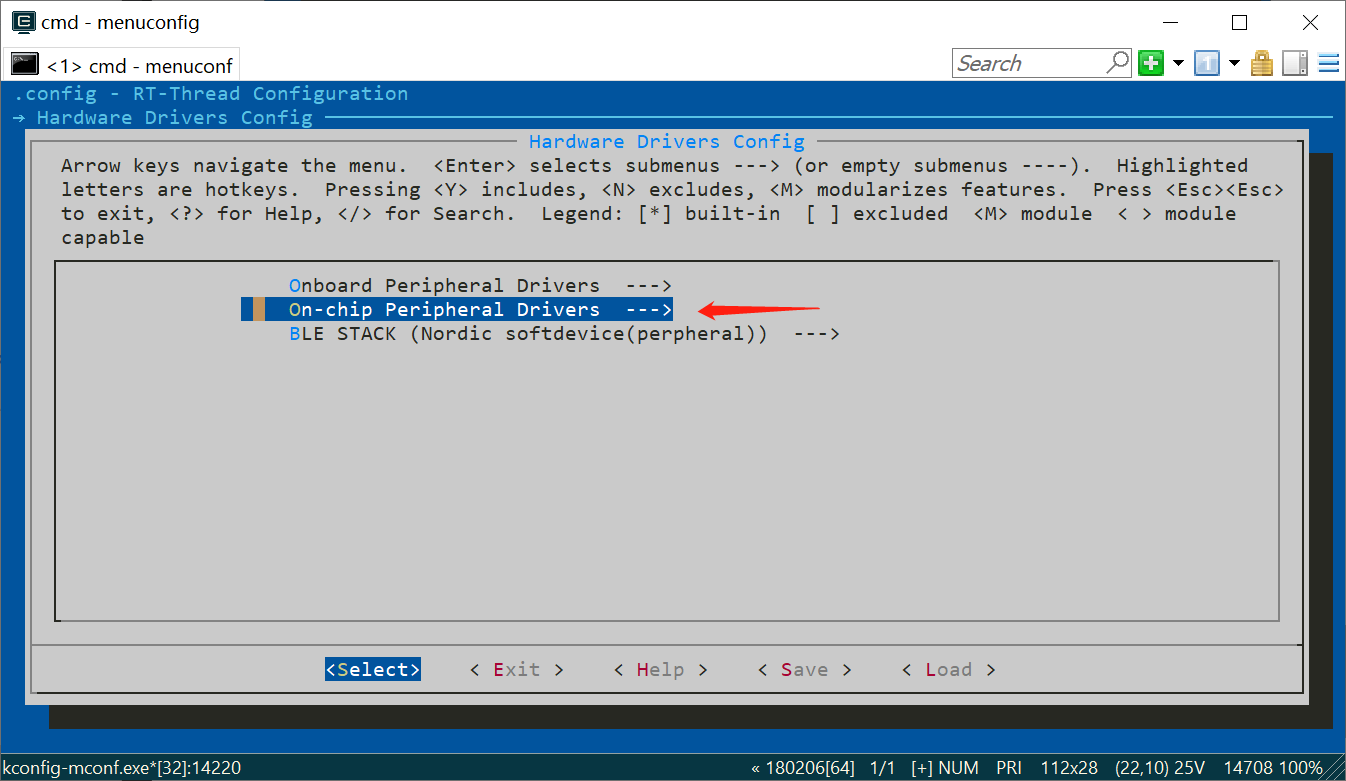 cmd - menuconfig
<1> cmd - menuconf
Search
.config - RT-Thread Configuration
→ Hardware Drivers Config
Hardware Drivers Config
Arrow keys navigate the menu.  <Enter> selects submenus ---> (or empty submenus ----).  Highlighted
letters are hotkeys.  Pressing <Y> includes, <N> excludes, <M> modularizes features.  Press <Esc><Esc>
to exit, <?> for Help, </> for Search.  Legend: [*] built-in  [ ] excluded  <M> module  < > module
capable
Onboard Peripheral Drivers  --->
On-chip Peripheral Drivers  --->
BLE STACK (Nordic softdevice(perpheral))  --->
<Select>    < Exit >    < Help >    < Save >    < Load >
kconfig-mconf.exe*[32]:14220    « 180206[64]  1/1  [+] NUM  PRI  112x28  (22,10) 25V  14708 100%